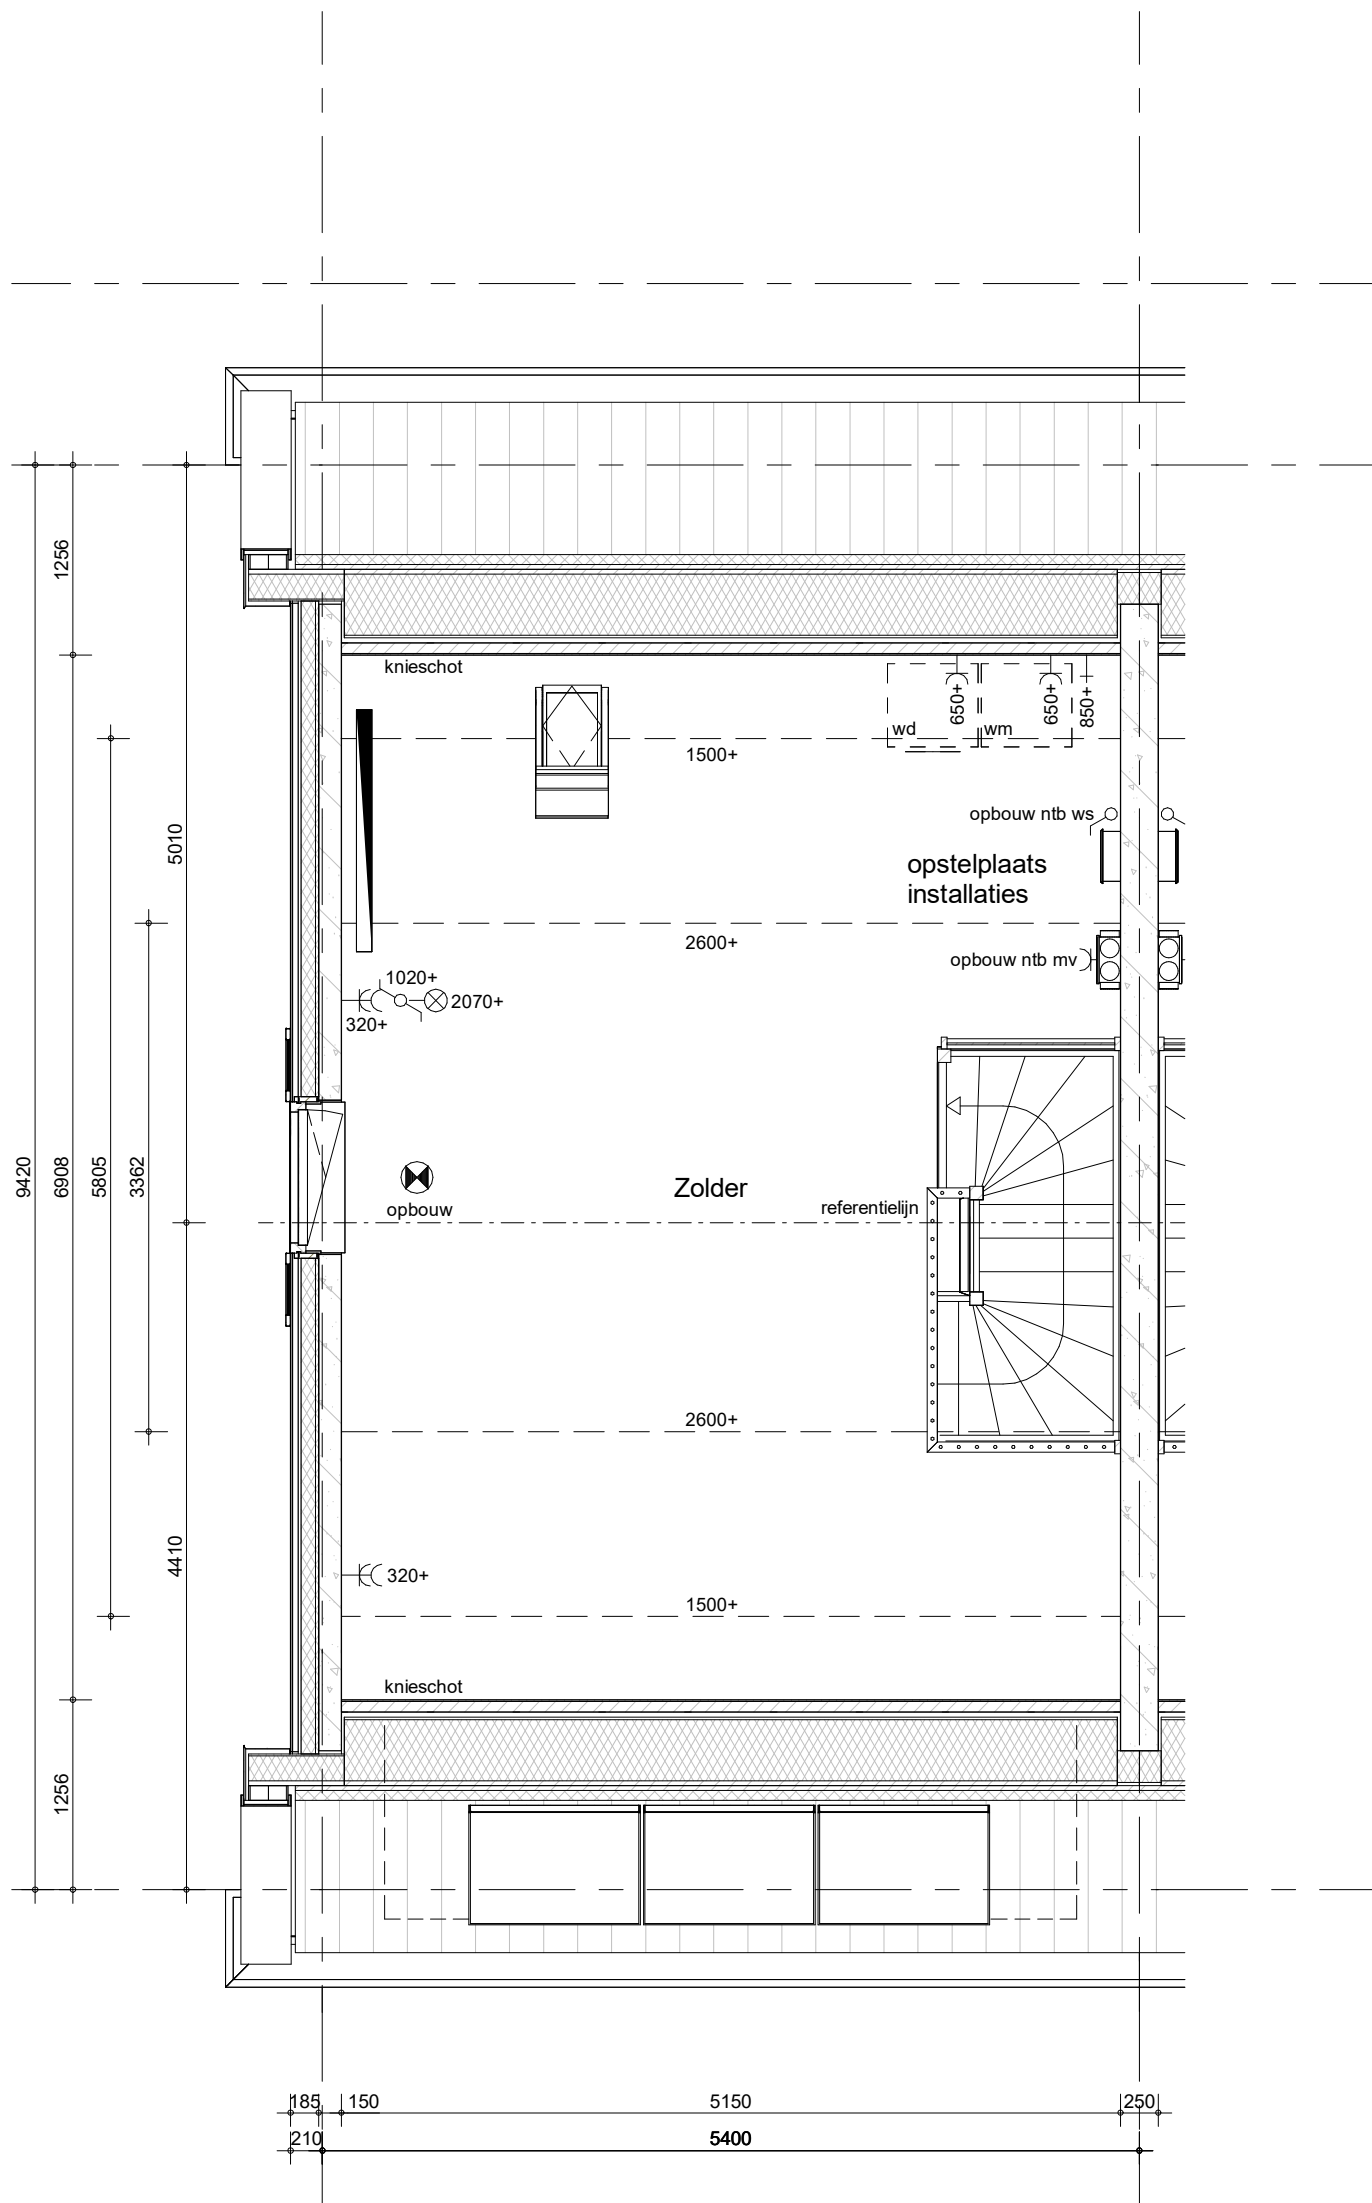 1256
knieschot
650+
650+
850+
wd
wm
1500+
opbouw ntb ws
5010
opstelplaats
installaties
2600+
opbouw ntb mv
1020+
2070+
320+
9420
6908
5805
3362
Zolder
opbouw
referentielijn
2600+
4410
320+
1500+
knieschot
1256
185
150
5150
250
210
5400